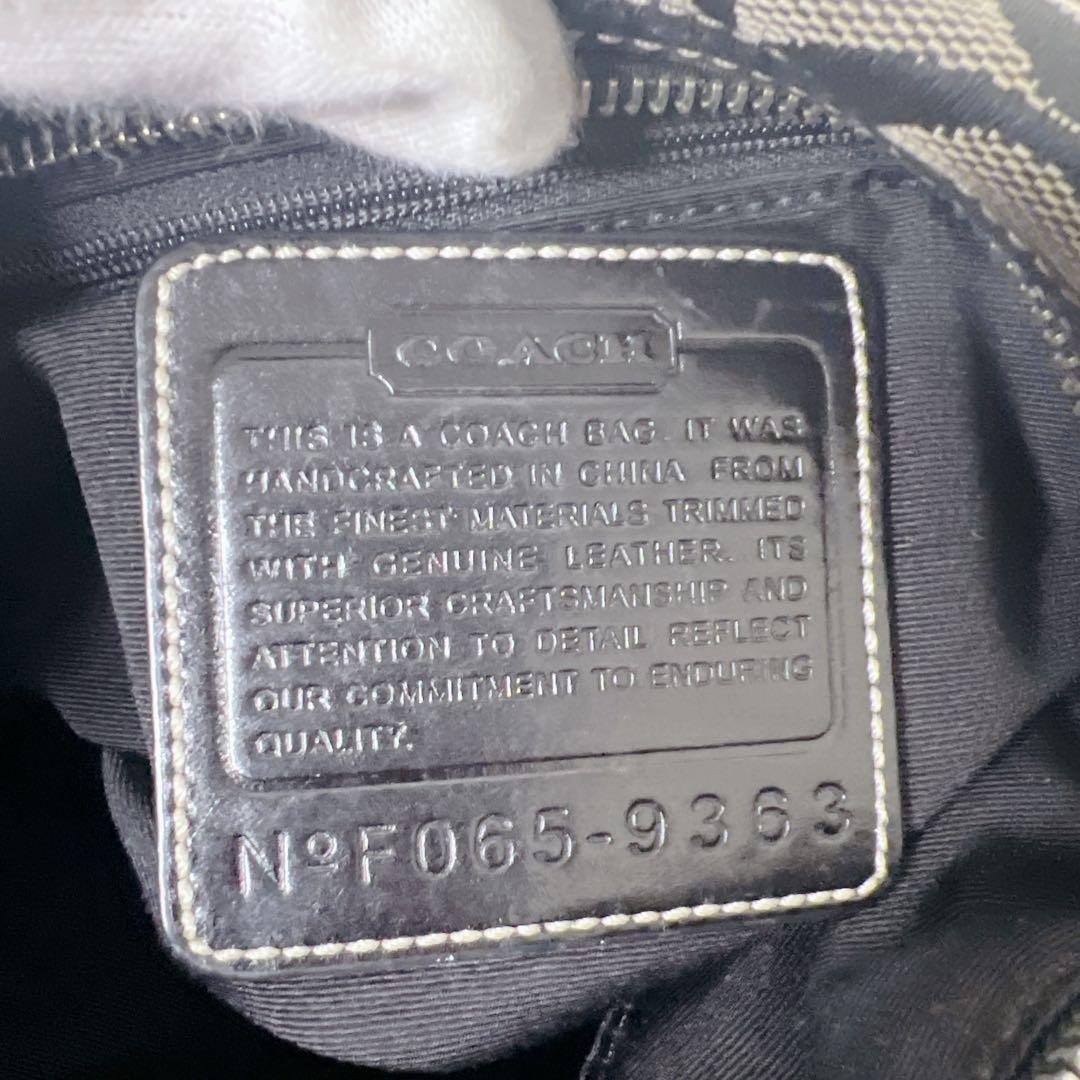 COACH
THIS IS A COACH BAG. IT WAS
HANDCRAFTED IN CHINA FROM
THE FINEST MATERIALS TRIMMED
WITH GENUINE LEATHER. ITS
SUPERIOR CRAFTSMANSHIP AND
ATTENTION TO DETAIL REFLECT
OUR COMMITMENT TO ENDURING
QUALITY.
NºF065-9363